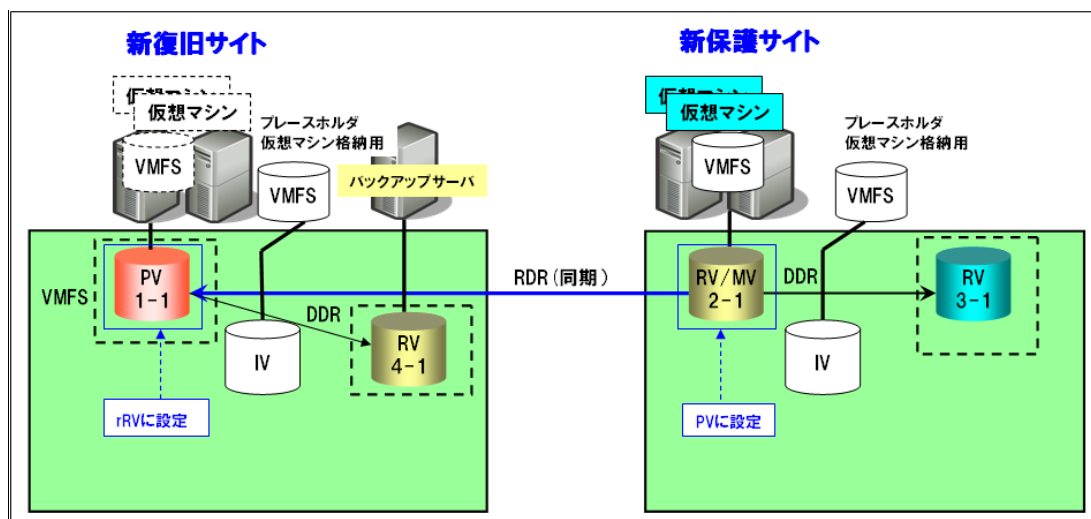 新復旧サイト
仮想マシン
仮想マシン
VMFS
プレースホルダ
仮想マシン格納用
VMFS
バックアップサーバ
VMFS
PV
1-1
DDR
IV
RV
4-1
rRVに設定
RDR(同期)
新保護サイト
仮想マシン
仮想マシン
VMFS
プレースホルダ
仮想マシン格納用
VMFS
RV/MV
2-1
DDR
RV
3-1
IV
PVに設定